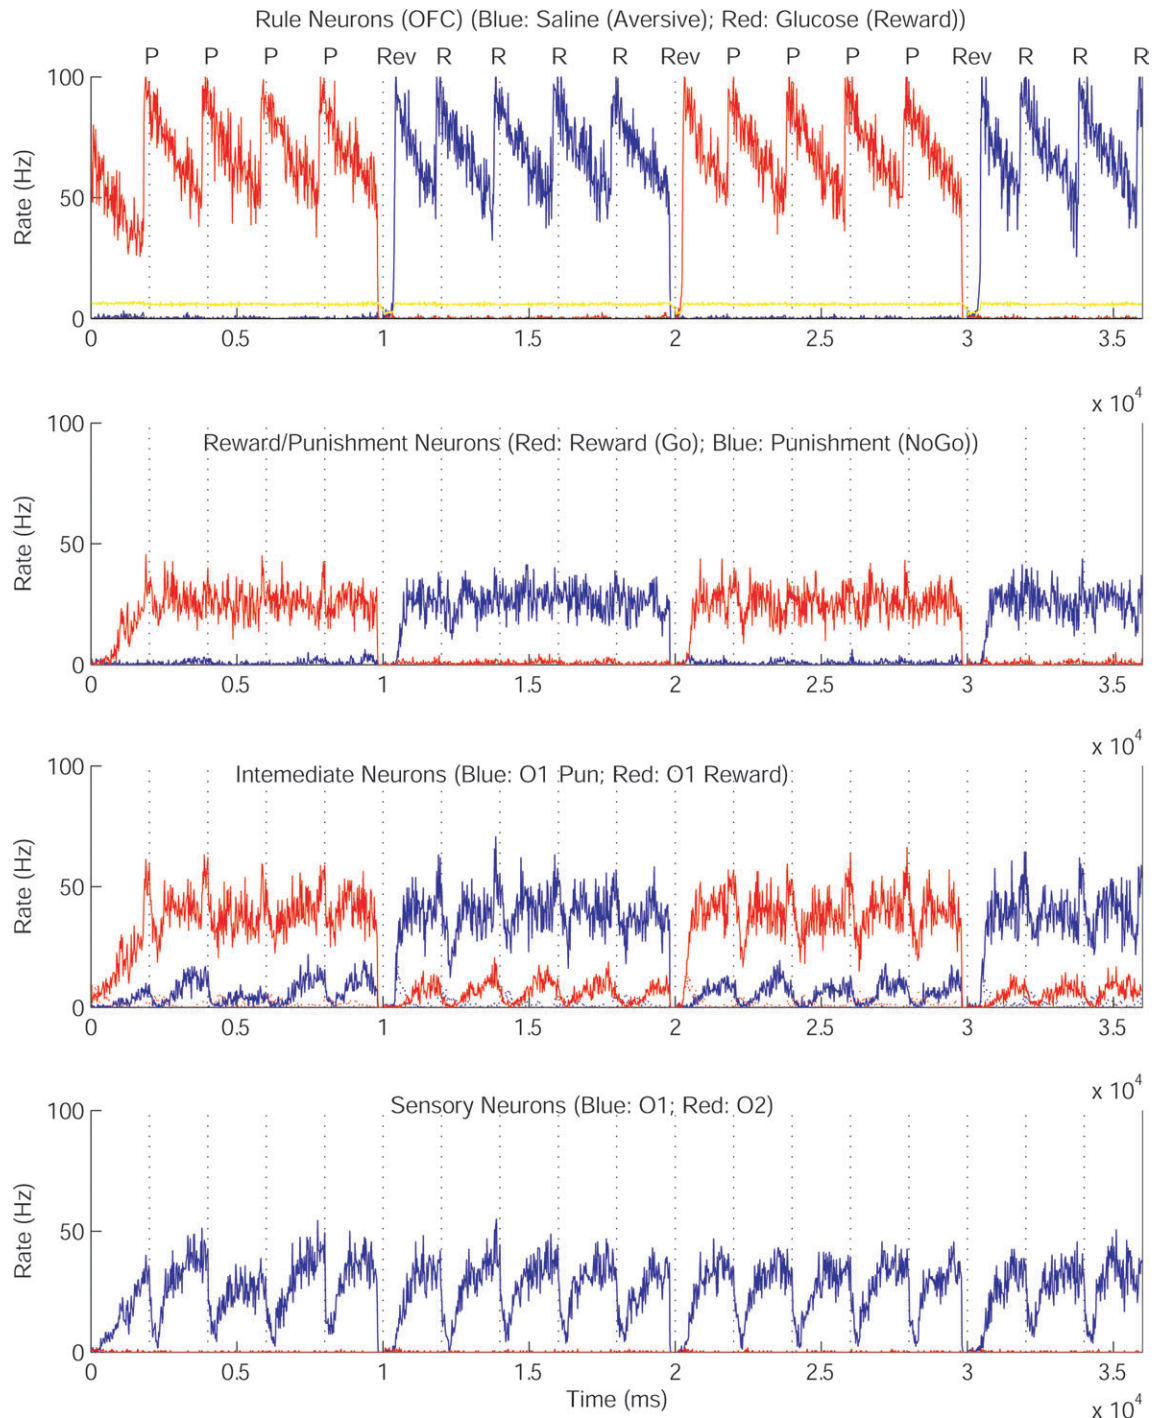 Rule Neurons (OFC) (Blue: Saline (Aversive); Red: Glucose (Reward))
P P P P Rev R R R R Rev P P P P Rev R R R
100
50
0
Rate (Hz)
0 0.5 1 1.5 2 2.5 3 3.5
x 10^4
Reward/Punishment Neurons (Red: Reward (Go); Blue: Punishment (NoGo))
100
50
0
Rate (Hz)
0 0.5 1 1.5 2 2.5 3 3.5
x 10^4
Intemediate Neurons (Blue: O1 Pun; Red: O1 Reward)
100
50
0
Rate (Hz)
0 0.5 1 1.5 2 2.5 3 3.5
x 10^4
Sensory Neurons (Blue: O1; Red: O2)
100
50
0
Rate (Hz)
0 0.5 1 1.5 2 2.5 3 3.5
Time (ms)
x 10^4